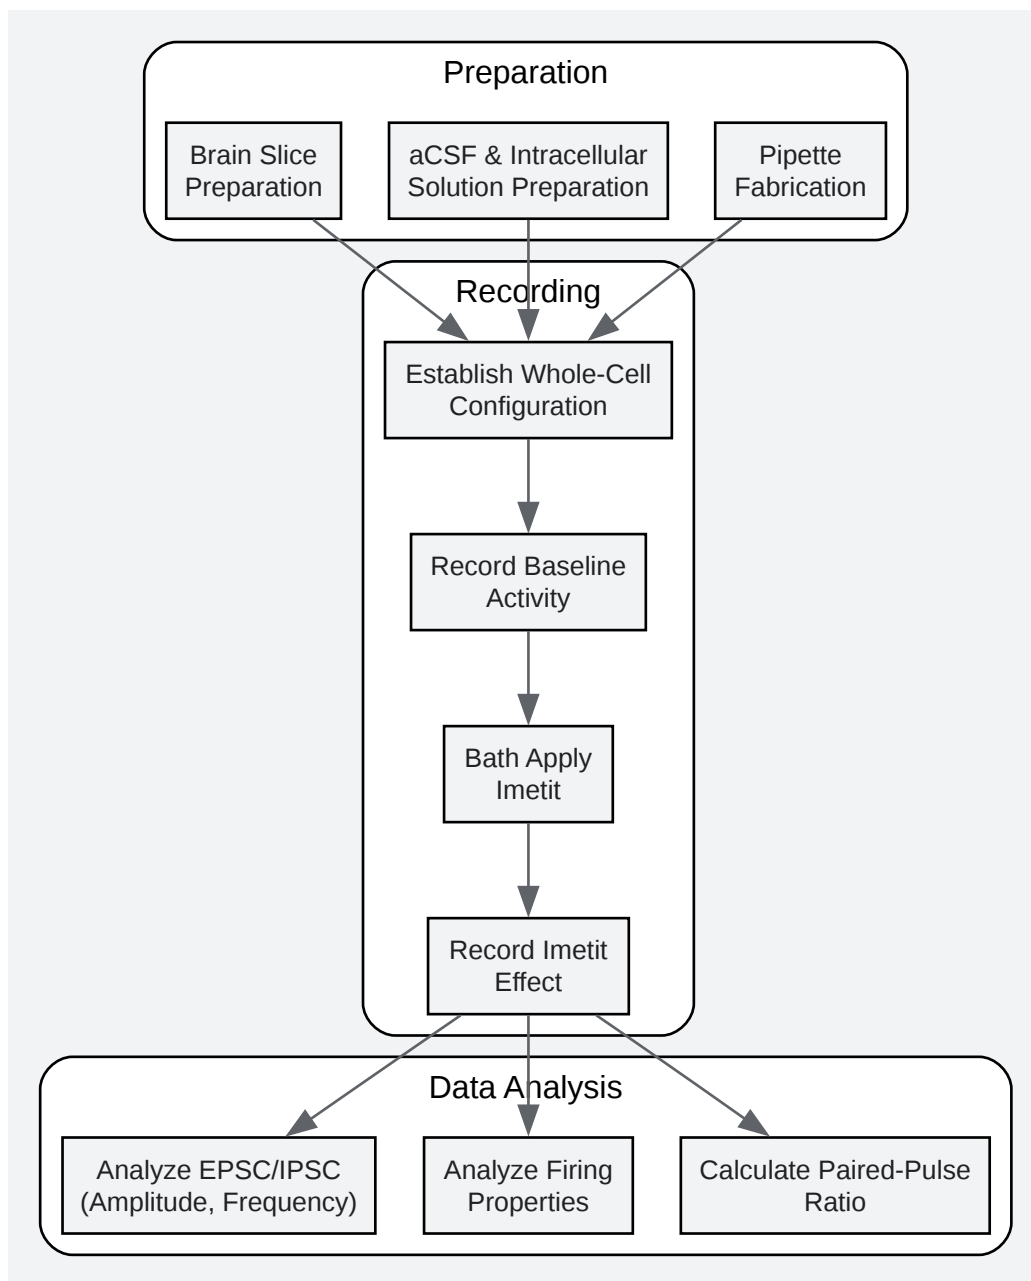 Preparation
Brain Slice
Preparation
aCSF & Intracellular
Solution Preparation
Pipette
Fabrication
Recording
Establish Whole-Cell
Configuration
Record Baseline
Activity
Bath Apply
Imetit
Record Imetit
Effect
Data Analysis
Analyze EPSC/IPSC
(Amplitude, Frequency)
Analyze Firing
Properties
Calculate Paired-Pulse
Ratio